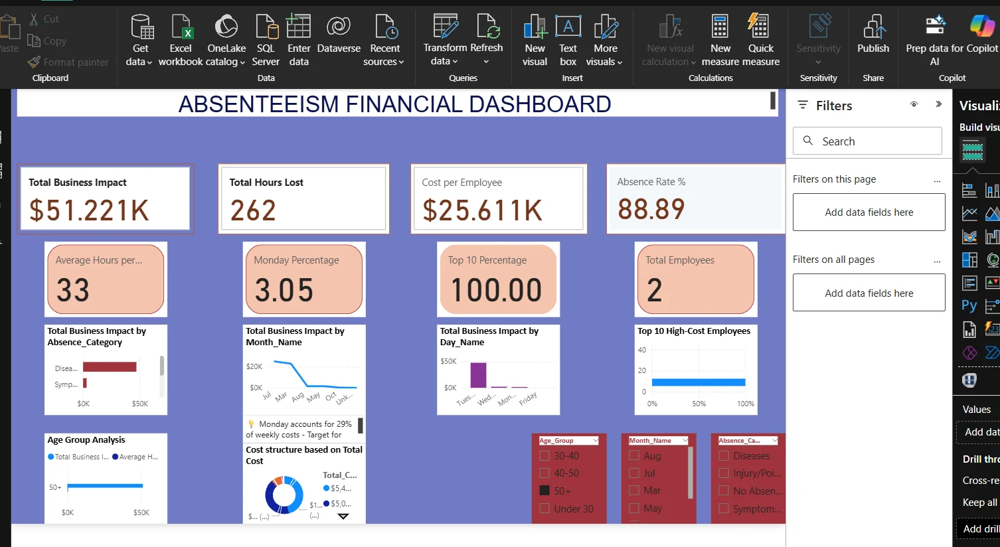 Cut
Copy
Format painter
Clipboard
Get data
Excel workbook
OneLake catalog
SQL Server
Enter data
Dataverse
Recent sources
Data
Transform data
Refresh
Queries
New visual
Text box
More visuals
Insert
New visual calculation
New measure
Quick measure
Calculations
Sensitivity
Sensitivity
Publish
Share
Prep data for AI
Copilot
Copilot
ABSENTEEISM FINANCIAL DASHBOARD
Total Business Impact
$51.221K
Total Hours Lost
262
Cost per Employee
$25.611K
Absence Rate %
88.89
Average Hours per...
33
Monday Percentage
3.05
Top 10 Percentage
100.00
Total Employees
2
Total Business Impact by
Absence_Category
Disea...
Symp...
$0K $50K
Total Business Impact by
Month_Name
$20K
$0K
Jul Mar Aug May Oct Unk...
Total Business Impact by
Day_Name
$50K
$0K
Tues... Wed... Mon... Friday
Top 10 High-Cost Employees
40
20
0
0% 50% 100%
Monday accounts for 29%
of weekly costs - Target for
Age Group Analysis
Total Business I... Average H...
50+
$0K $50K
Cost structure based on Total
Cost
Total_C...
$5,4...
$5,0...
$1...
(...)
$... (...)
Age_Group
30-40
40-50
50+
Under 30
Month_Name
Aug
Jul
Mar
May
Absence_Ca...
Diseases
Injury/Poi...
No Absen...
Symptom...
Filters
Search
Filters on this page ...
Add data fields here
Filters on all pages ...
Add data fields here
Visualiz
Build visu
Py
123
Values
Add dat
Drill thro
Cross-re
Keep all
Add drill